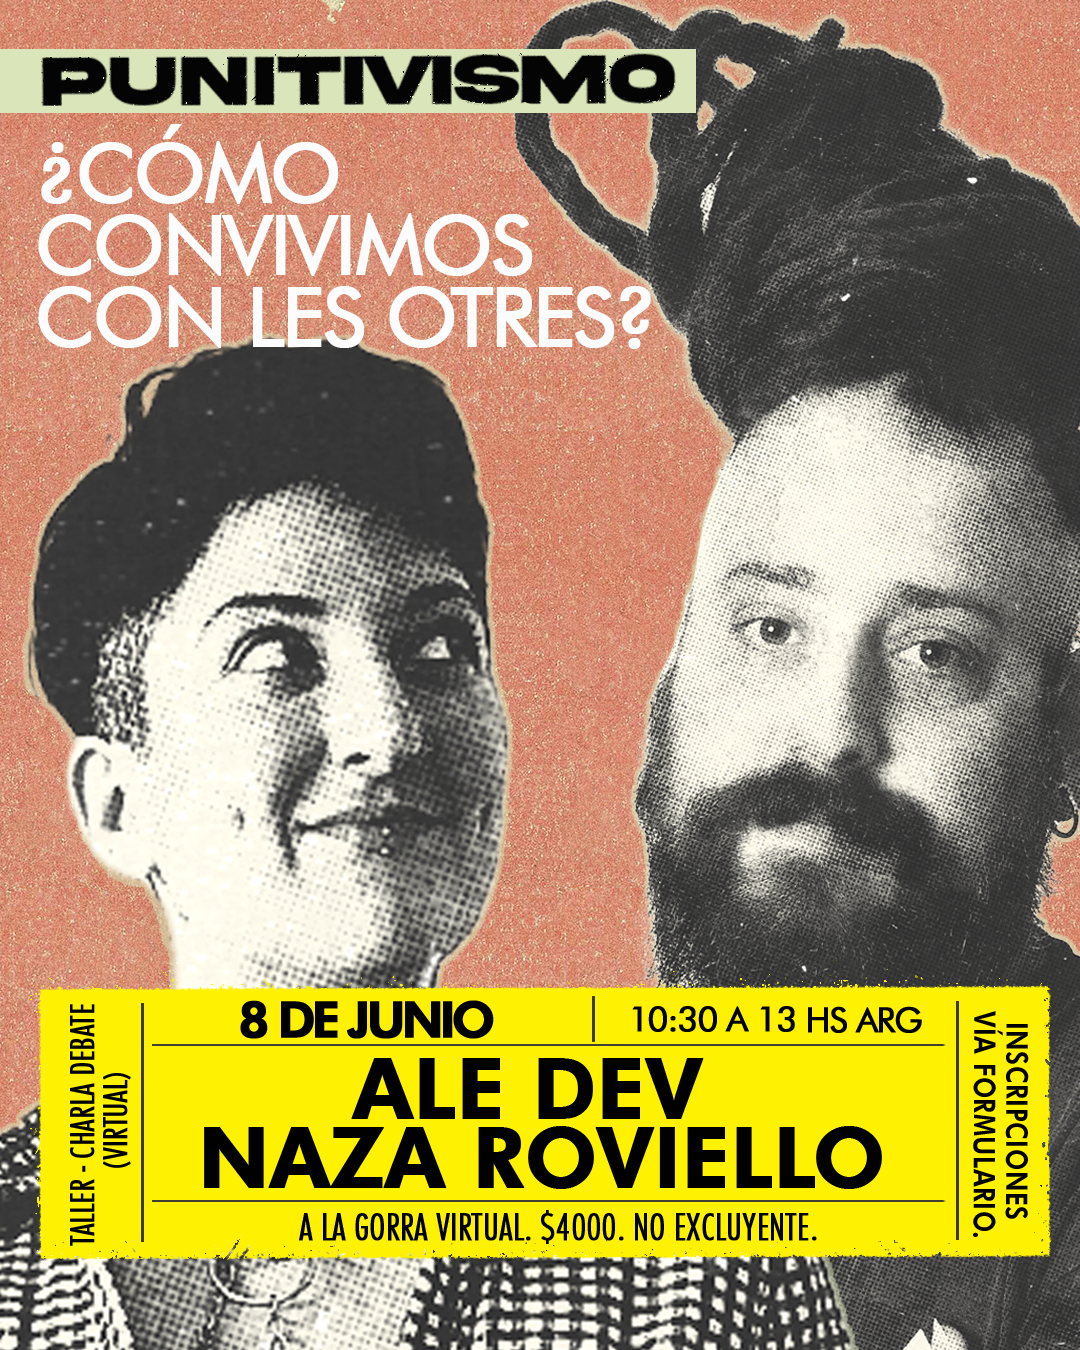 PUNITIVISMO
¿CÓMO
CONVIVIMOS
CON LES OTRES?
TALLER - CHARLA DEBATE
(VIRTUAL)
8 DE JUNIO
10:30 A 13 HS ARG
ALE DEV
NAZA ROVIELLO
A LA GORRA VIRTUAL. $4000. NO EXCLUYENTE.
INSCRIPCIONES
VÍA FORMULARIO.